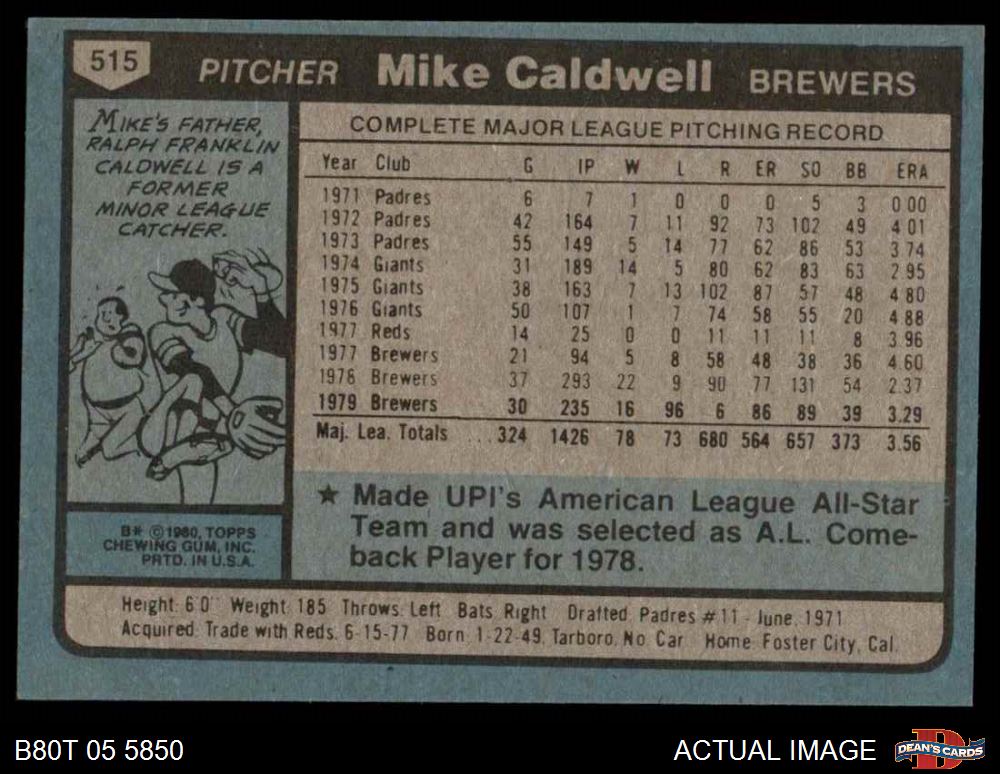 515 PITCHER Mike Caldwell BREWERS
MIKE'S FATHER,
RALPH FRANKLIN
CALDWELL IS A
FORMER
MINOR LEAGUE
CATCHER.
COMPLETE MAJOR LEAGUE PITCHING RECORD
Year Club G IP W L R ER SO BB ERA
1971 Padres 6 7 1 0 0 0 5 3 0.00
1972 Padres 42 164 7 11 92 73 102 49 4.01
1973 Padres 55 149 5 14 77 62 86 53 3.74
1974 Giants 31 189 14 5 80 62 83 63 2.95
1975 Giants 38 163 7 13 102 87 57 48 4.80
1976 Giants 50 107 1 7 74 58 55 20 4.88
1977 Reds 14 25 0 0 11 11 11 8 3.96
1977 Brewers 21 94 5 8 58 48 38 36 4.60
1978 Brewers 37 293 22 9 90 77 131 54 2.37
1979 Brewers 30 235 16 96 6 86 89 39 3.29
Maj. Lea. Totals ... 324 1426 78 73 680 564 657 373 3.56
★ Made UPI's American League All-Star
Team and was selected as A.L. Come-
back Player for 1978.
B* © 1980, TOPPS
CHEWING GUM, INC.
PRTD. IN U.S.A.
Height: 6'0" Weight: 185 Throws: Left Bats: Right Drafted: Padres #11 - June, 1971
Acquired: Trade with Reds, 6-15-77 Born: 1-22-49, Tarboro, No. Car. Home: Foster City, Cal.
B80T 05 5850 ACTUAL IMAGE DEAN'S CARDS